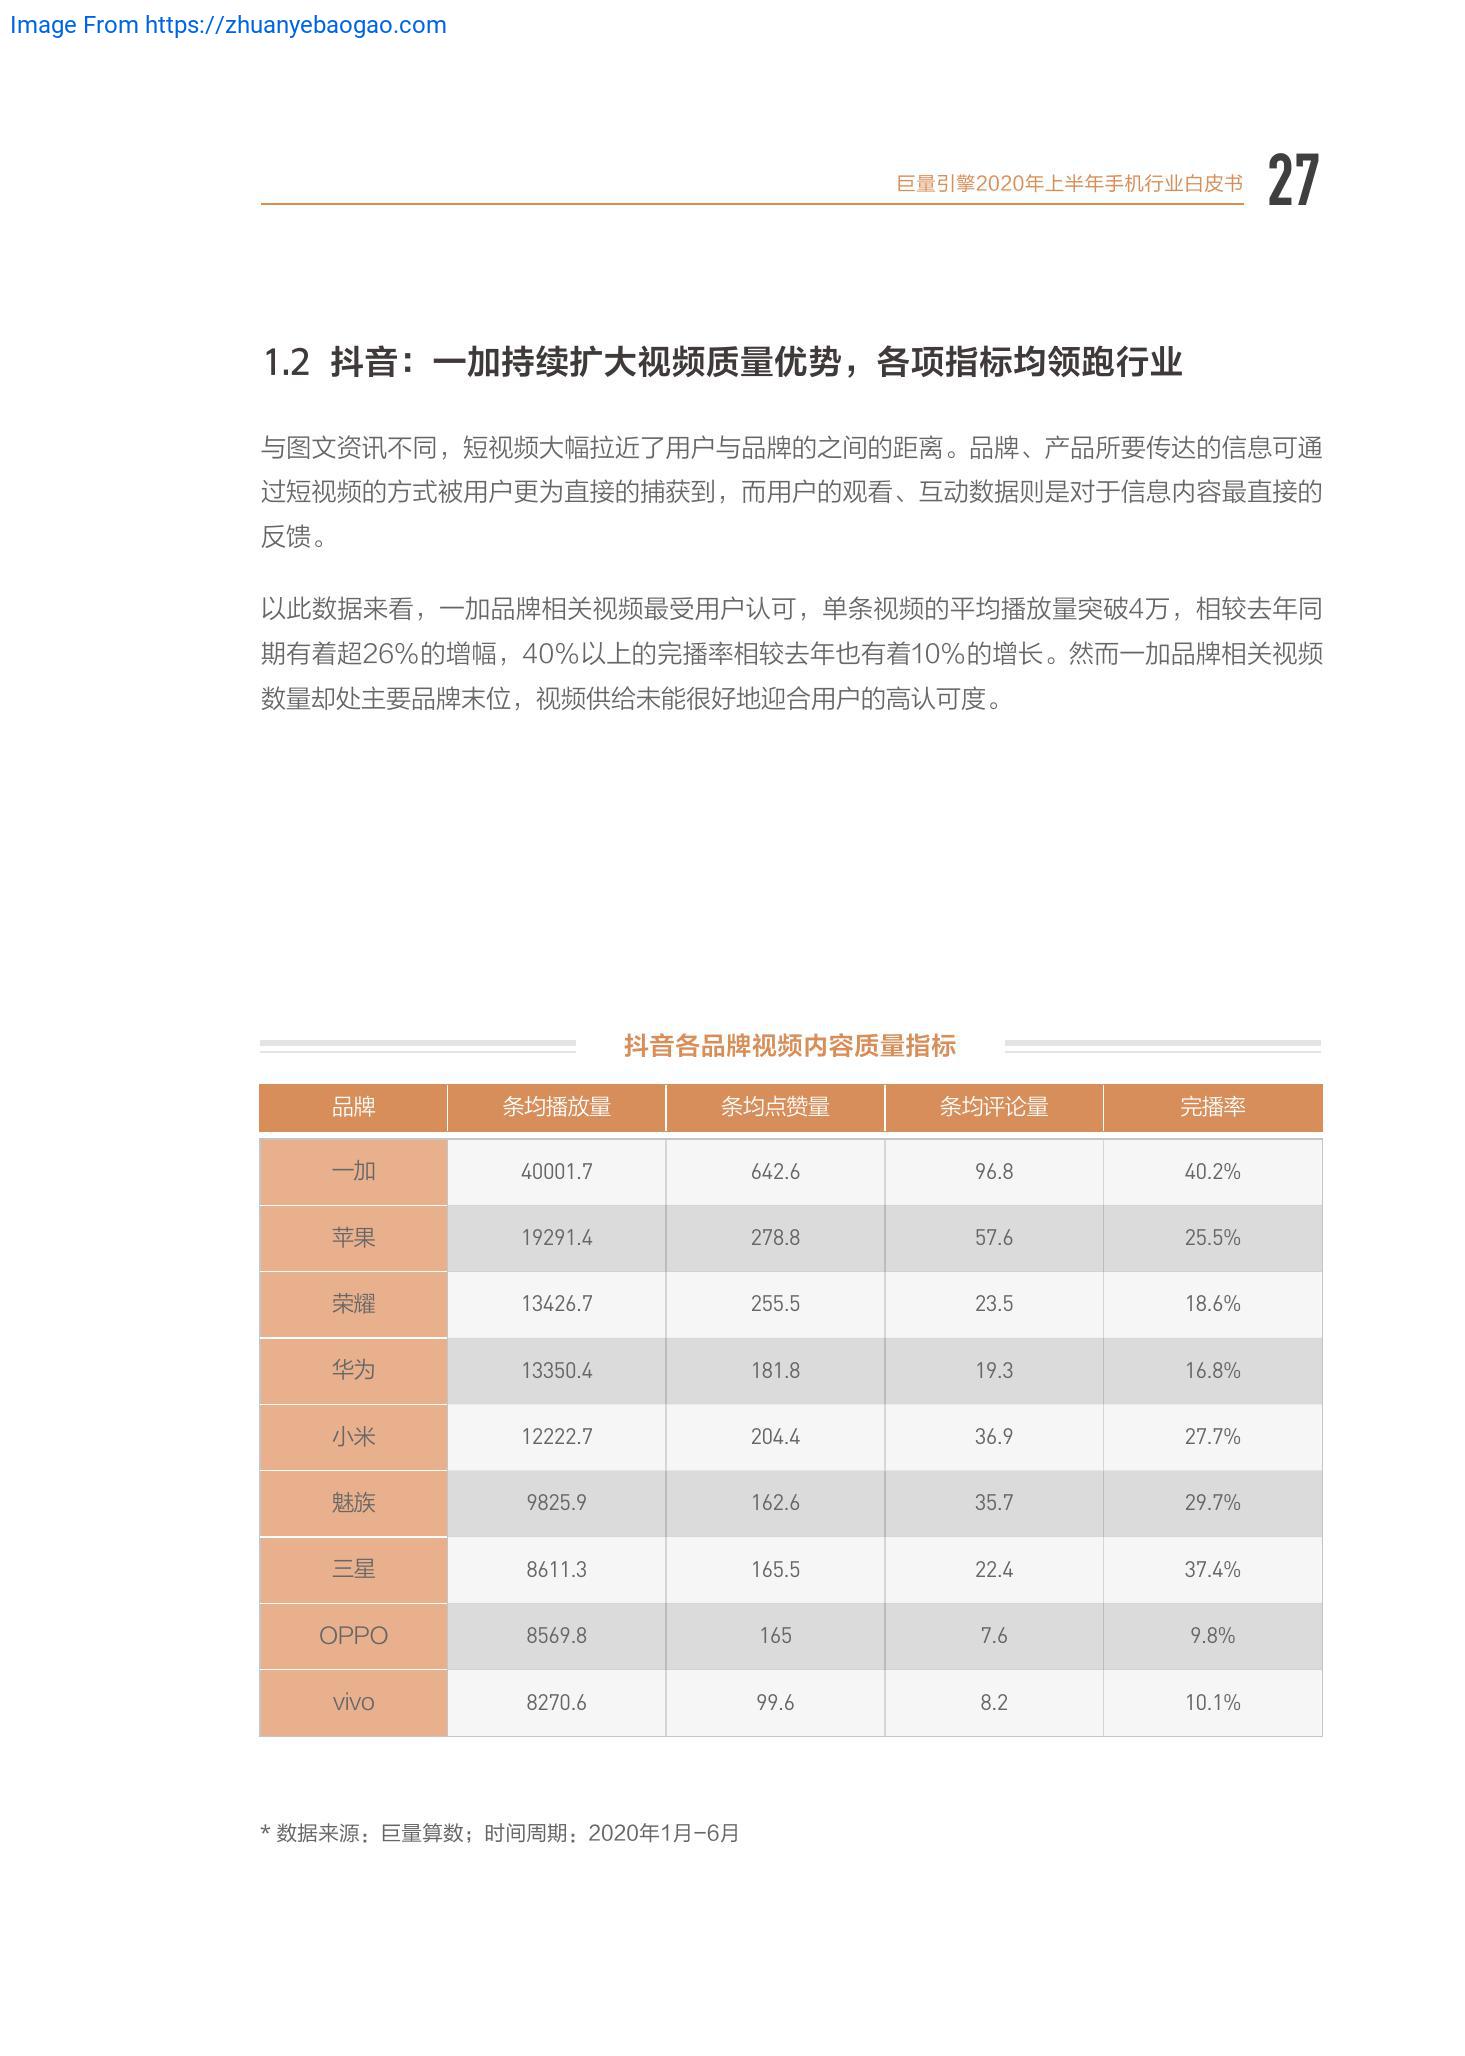 Image From https://zhuanyebaogao.com
巨量引擎2020年上半年手机行业白皮书 27
1.2 抖音：一加持续扩大视频质量优势，各项指标均领跑行业
与图文资讯不同，短视频大幅拉近了用户与品牌的之间的距离。品牌、产品所要传达的信息可通
过短视频的方式被用户更为直接的捕获到，而用户的观看、互动数据则是对于信息内容最直接的
反馈。
以此数据来看，一加品牌相关视频最受用户认可，单条视频的平均播放量突破4万，相较去年同
期有着超26%的增幅，40%以上的完播率相较去年也有着10%的增长。然而一加品牌相关视频
数量却处主要品牌末位，视频供给未能很好地迎合用户的高认可度。
抖音各品牌视频内容质量指标
品牌 条均播放量 条均点赞量 条均评论量 完播率
一加 40001.7 642.6 96.8 40.2%
苹果 19291.4 278.8 57.6 25.5%
荣耀 13426.7 255.5 23.5 18.6%
华为 13350.4 181.8 19.3 16.8%
小米 12222.7 204.4 36.9 27.7%
魅族 9825.9 162.6 35.7 29.7%
三星 8611.3 165.5 22.4 37.4%
OPPO 8569.8 165 7.6 9.8%
vivo 8270.6 99.6 8.2 10.1%
* 数据来源：巨量算数；时间周期：2020年1月-6月